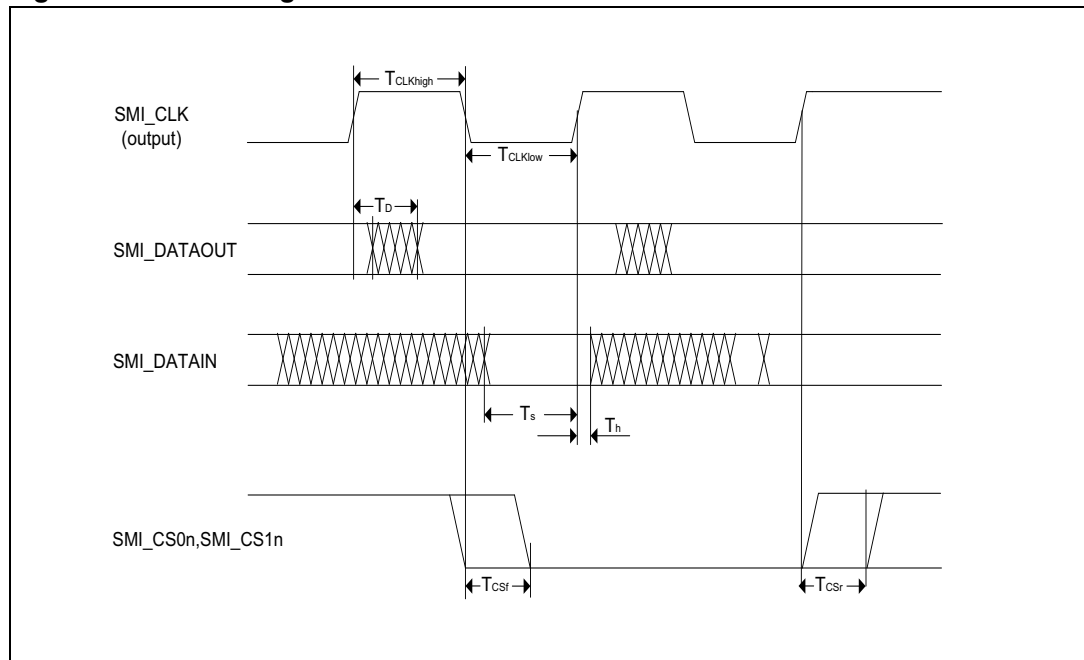 TCLKhigh
SMI_CLK
(output)
TCLKlow
TD
SMI_DATAOUT
SMI_DATAIN
Ts
Th
SMI_CS0n,SMI_CS1n
TCSf
TCSr